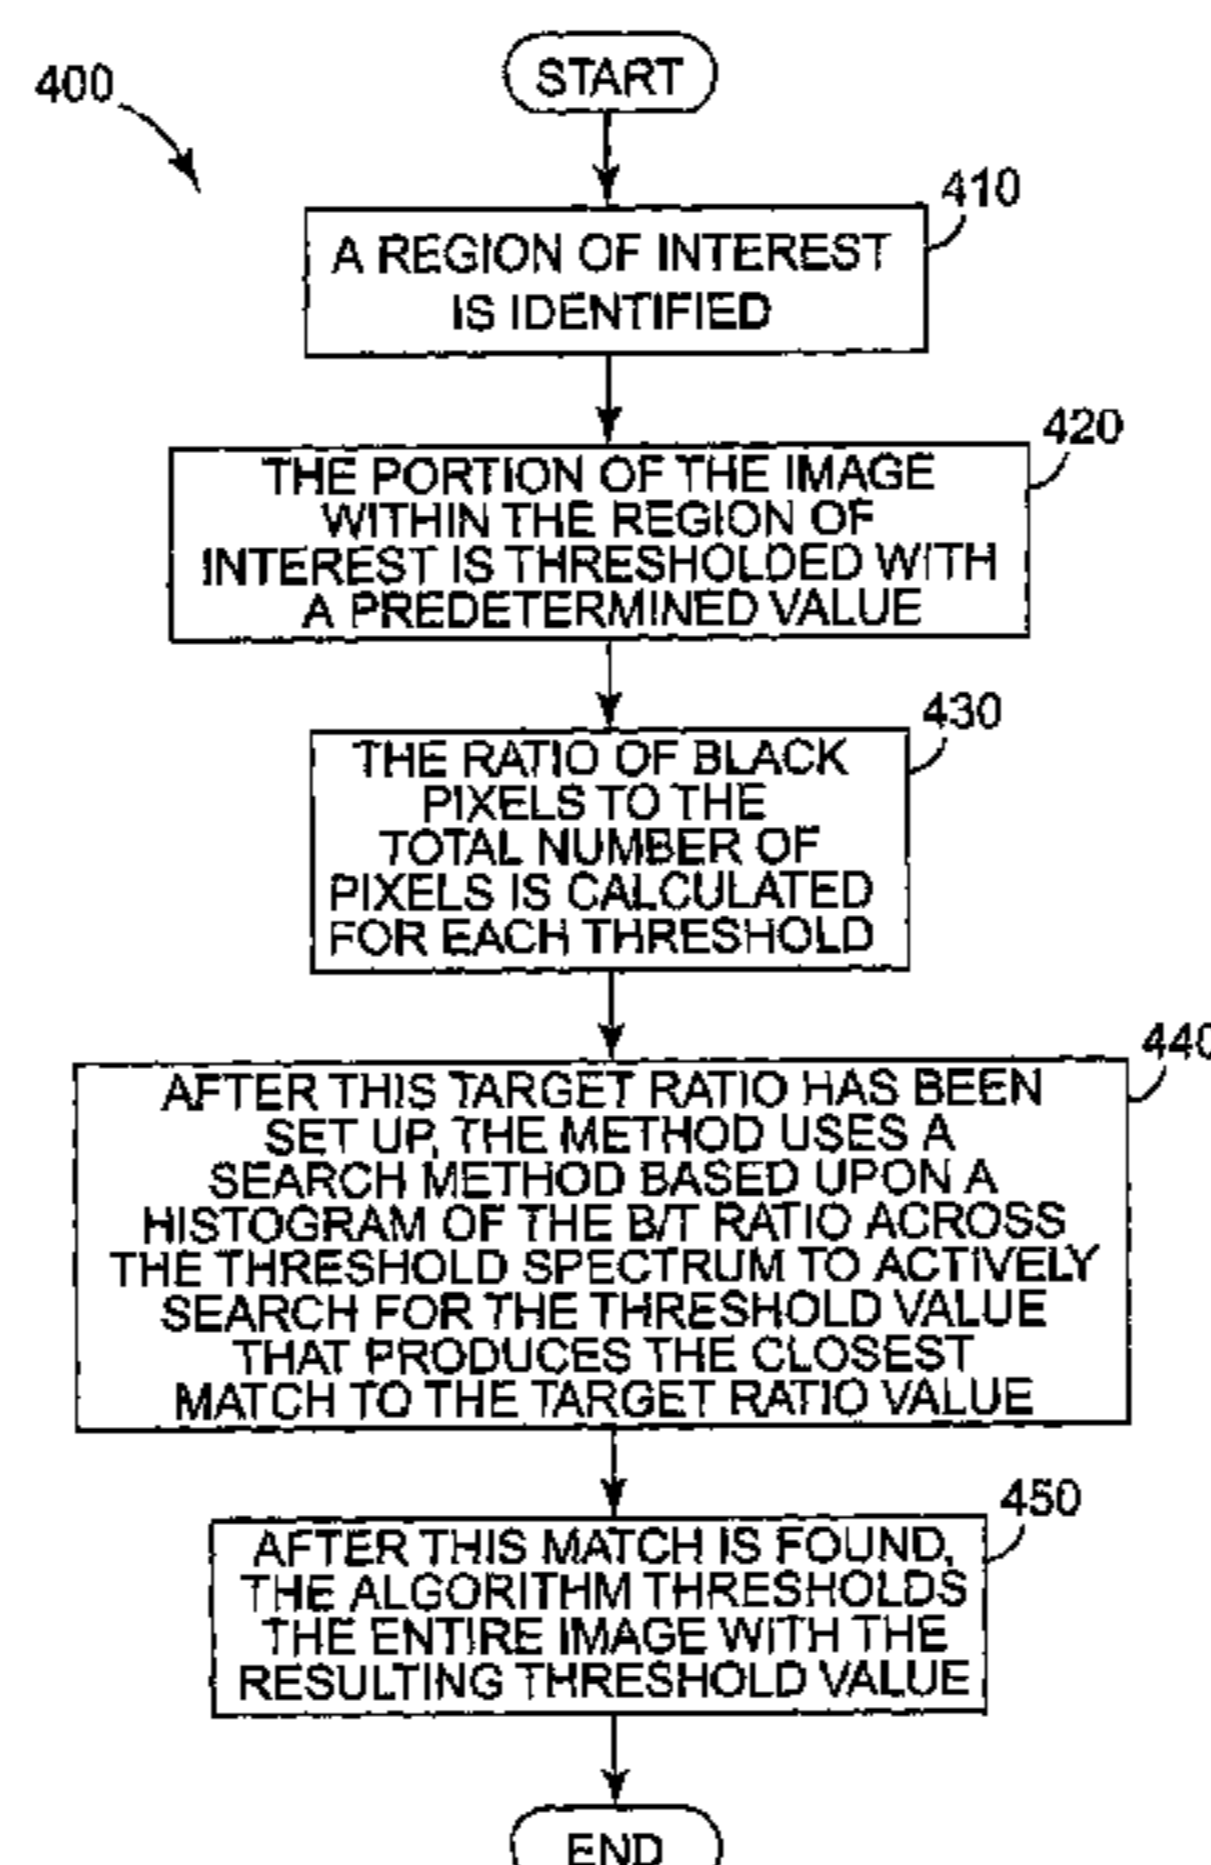 400
START
410
A REGION OF INTEREST
IS IDENTIFIED
420
THE PORTION OF THE IMAGE
WITHIN THE REGION OF
INTEREST IS THRESHOLDED WITH
A PREDETERMINED VALUE
430
THE RATIO OF BLACK
PIXELS TO THE
TOTAL NUMBER OF
PIXELS IS CALCULATED
FOR EACH THRESHOLD
440
AFTER THIS TARGET RATIO HAS BEEN
SET UP, THE METHOD USES A
SEARCH METHOD BASED UPON A
HISTOGRAM OF THE B/T RATIO ACROSS
THE THRESHOLD SPECTRUM TO ACTIVELY
SEARCH FOR THE THRESHOLD VALUE
THAT PRODUCES THE CLOSEST
MATCH TO THE TARGET RATIO VALUE
450
AFTER THIS MATCH IS FOUND,
THE ALGORITHM THRESHOLDS
THE ENTIRE IMAGE WITH THE
RESULTING THRESHOLD VALUE
END